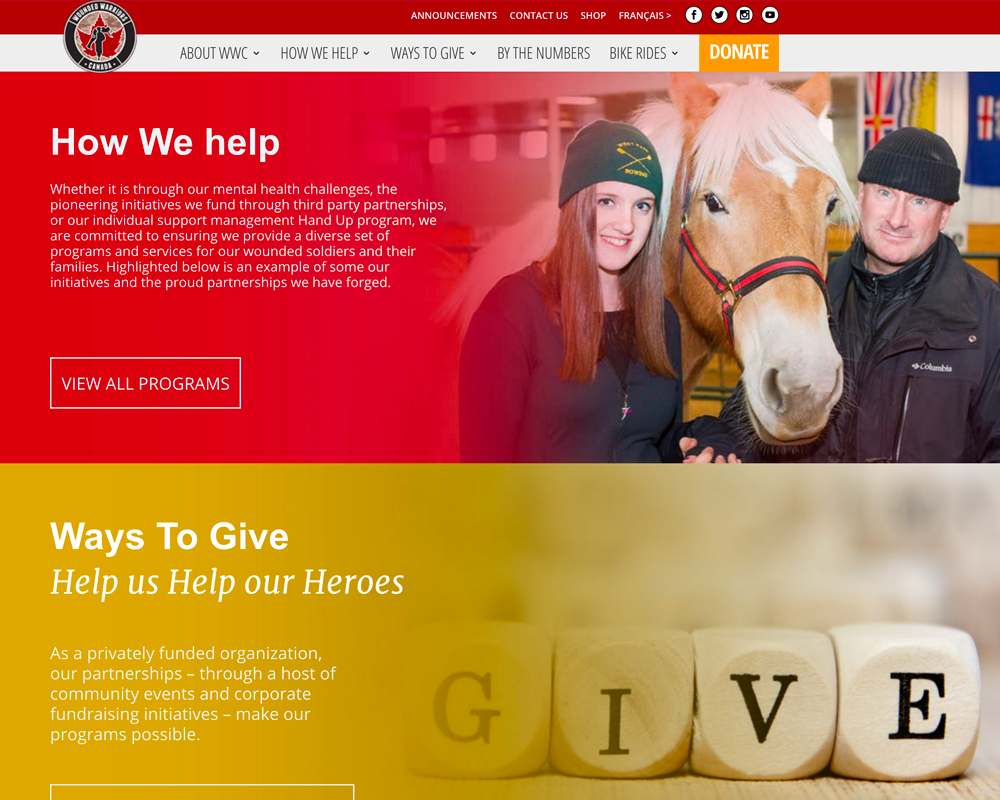 ANNOUNCEMENTS CONTACT US SHOP FRANÇAIS >
WOUNDED WARRIORS
CANADA
ABOUT WWC HOW WE HELP WAYS TO GIVE BY THE NUMBERS BIKE RIDES DONATE
How We help
Whether it is through our mental health challenges, the
pioneering initiatives we fund through third party partnerships,
or our individual support management Hand Up program, we
are committed to ensuring we provide a diverse set of
programs and services for our wounded soldiers and their
families. Highlighted below is an example of some our
initiatives and the proud partnerships we have forged.
VIEW ALL PROGRAMS
ROWING
Columbia
Ways To Give
Help us Help our Heroes
As a privately funded organization,
our partnerships – through a host of
community events and corporate
fundraising initiatives – make our
programs possible.
GIVE